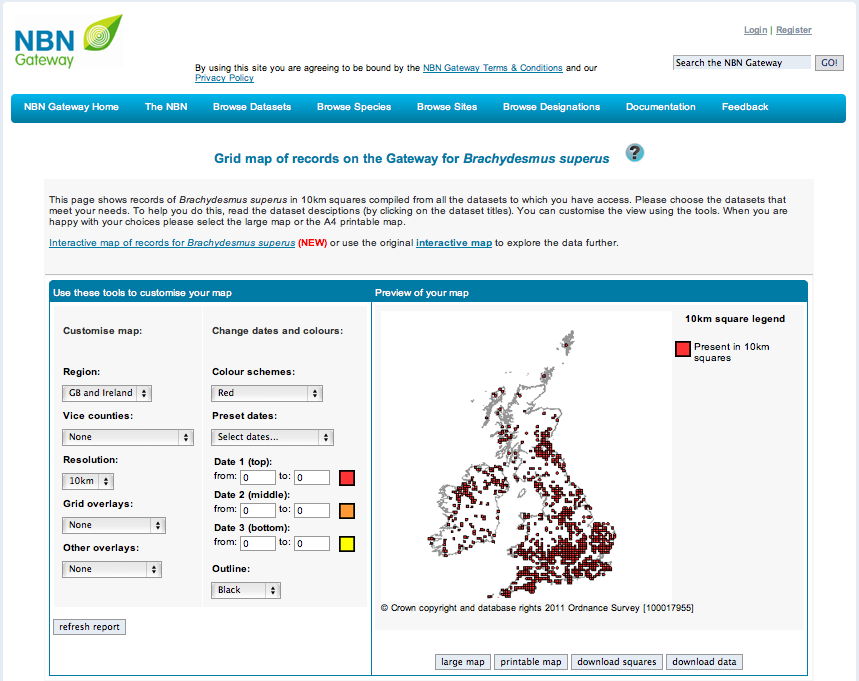 NBN
Gateway
Login | Register
Search the NBN Gateway GO!
By using this site you are agreeing to be bound by the NBN Gateway Terms & Conditions and our
Privacy Policy
NBN Gateway Home The NBN Browse Datasets Browse Species Browse Sites Browse Designations Documentation Feedback
Grid map of records on the Gateway for Brachydesmus superus ?
This page shows records of Brachydesmus superus in 10km squares compiled from all the datasets to which you have access. Please choose the datasets that
meet your needs. To help you do this, read the dataset desciptions (by clicking on the dataset titles). You can customise the view using the tools. When you are
happy with your choices please select the large map or the A4 printable map.
Interactive map of records for Brachydesmus superus (NEW) or use the original interactive map to explore the data further.
Use these tools to customise your map
Customise map:
Region:
GB and Ireland
Vice counties:
None
Resolution:
10km
Grid overlays:
None
Other overlays:
None
refresh report
Change dates and colours:
Colour schemes:
Red
Preset dates:
Select dates...
Date 1 (top):
from: 0 to: 0
Date 2 (middle):
from: 0 to: 0
Date 3 (bottom):
from: 0 to: 0
Outline:
Black
Preview of your map
10km square legend
Present in 10km
squares
© Crown copyright and database rights 2011 Ordnance Survey [100017955]
large map printable map download squares download data